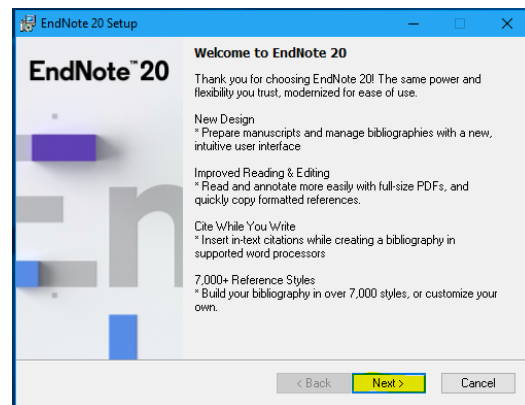 EndNote 20 Setup
EndNote™ 20
Welcome to EndNote 20
Thank you for choosing EndNote 20! The same power and
flexibility you trust, modernized for ease of use.
New Design
* Prepare manuscripts and manage bibliographies with a new,
intuitive user interface
Improved Reading & Editing
* Read and annotate more easily with full-size PDFs, and
quickly copy formatted references.
Cite While You Write
* Insert in-text citations while creating a bibliography in
supported word processors
7,000+ Reference Styles
* Build your bibliography in over 7,000 styles, or customize your
own.
< Back Next > Cancel